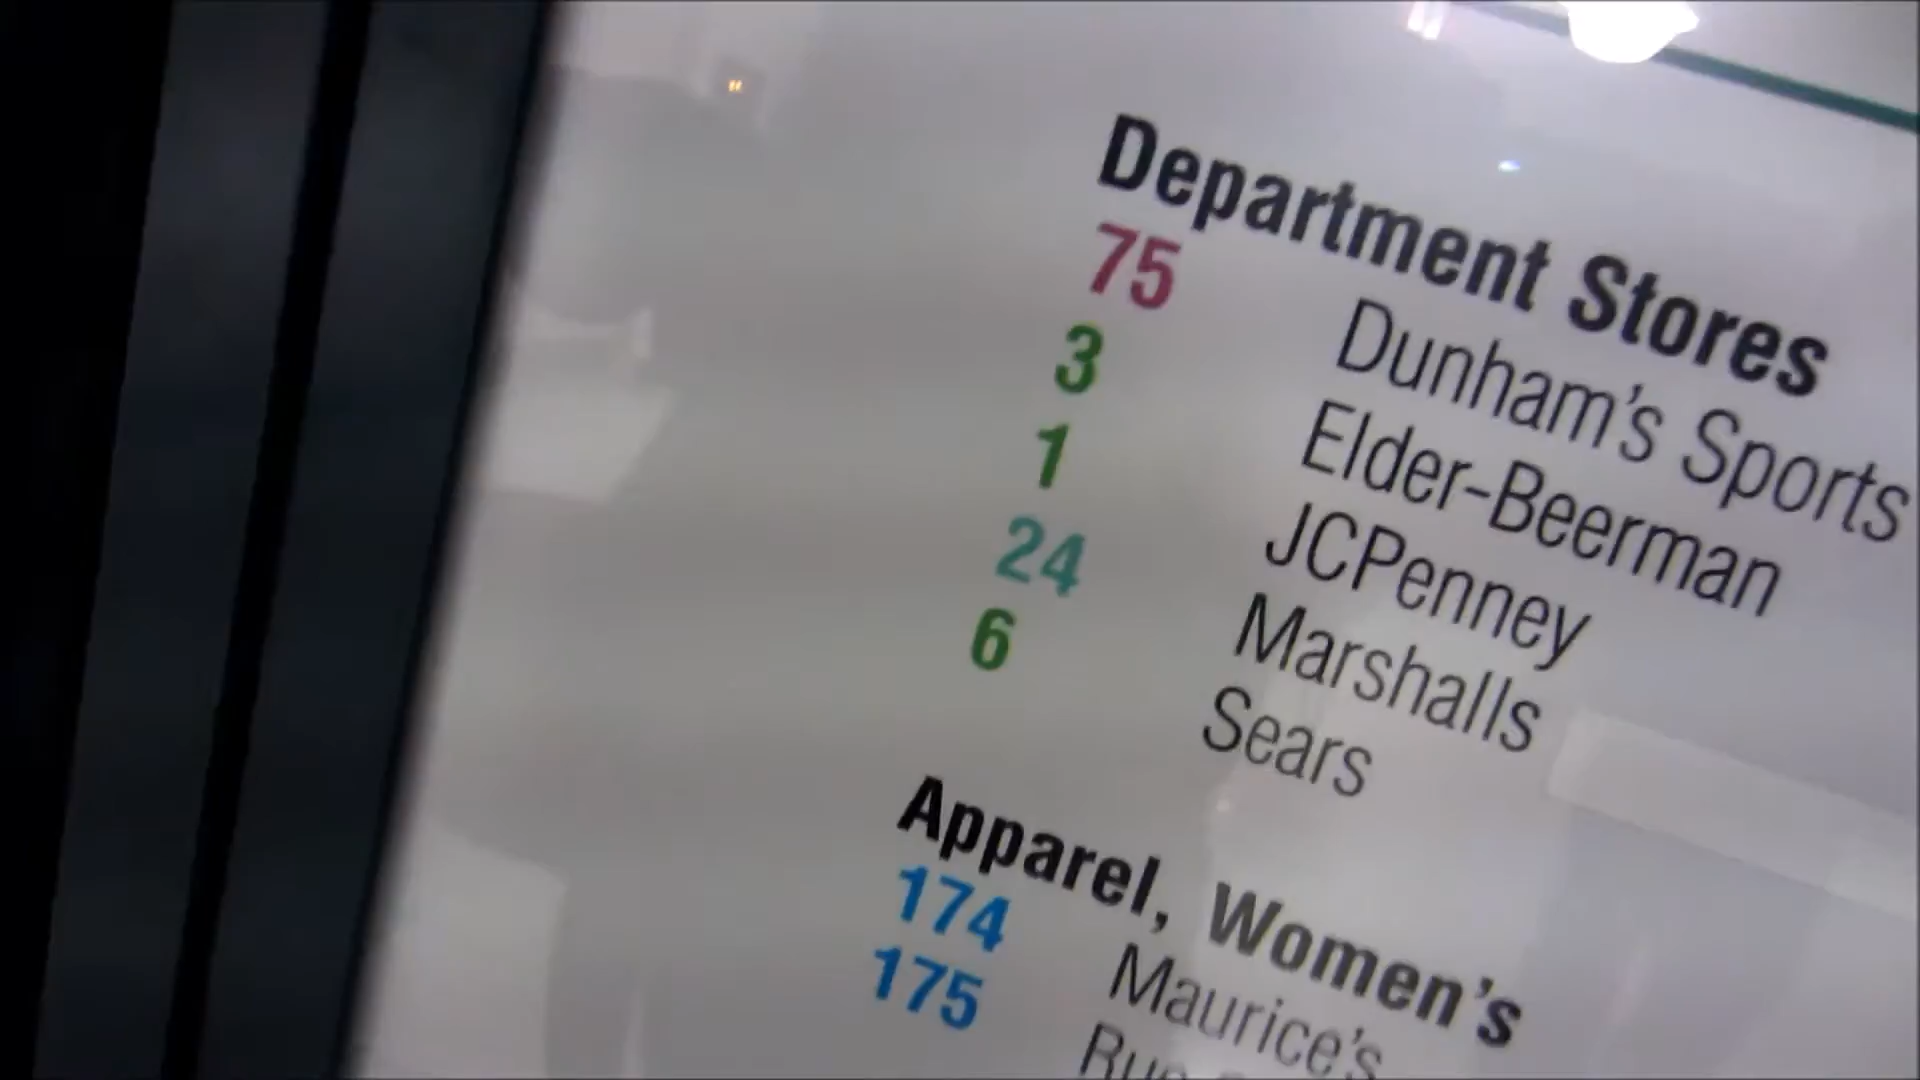 Department Stores
75 Dunham's Sports
3 Elder-Beerman
1 JCPenney
24 Marshalls
6 Sears
Apparel, Women's
174 Maurice's
175